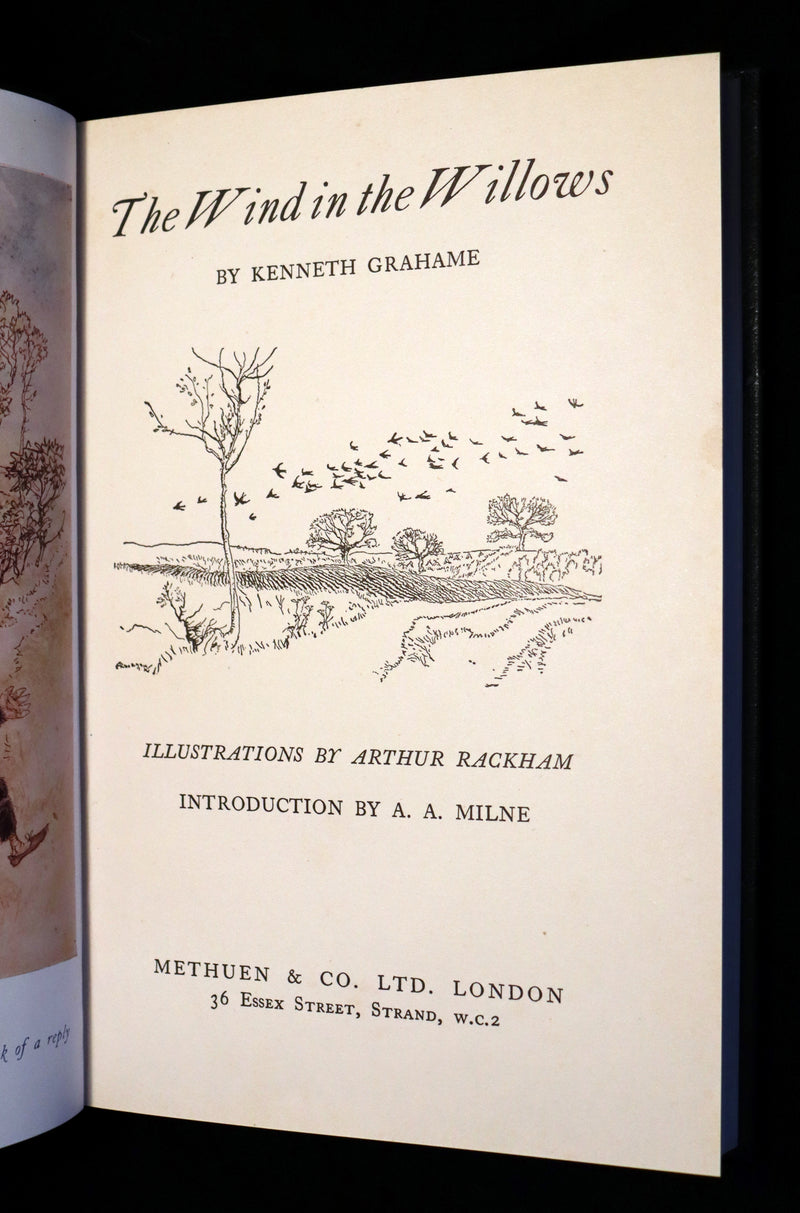 The Wind in the Willows
BY KENNETH GRAHAME
ILLUSTRATIONS BY ARTHUR RACKHAM
INTRODUCTION BY A. A. MILNE
METHUEN & CO. LTD. LONDON
36 ESSEX STREET, STRAND, W.C.2
of a reply